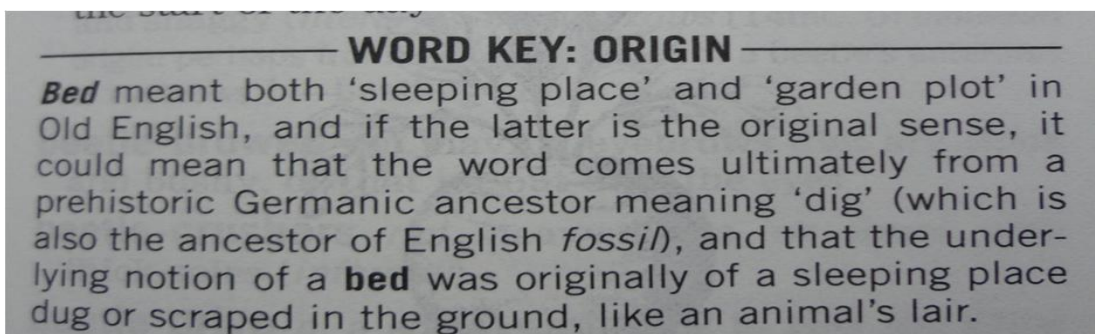 WORD KEY: ORIGIN
Bed meant both ‘sleeping place’ and ‘garden plot’ in
Old English, and if the latter is the original sense, it
could mean that the word comes ultimately from a
prehistoric Germanic ancestor meaning ‘dig’ (which is
also the ancestor of English fossil), and that the under-
lying notion of a bed was originally of a sleeping place
dug or scraped in the ground, like an animal’s lair.